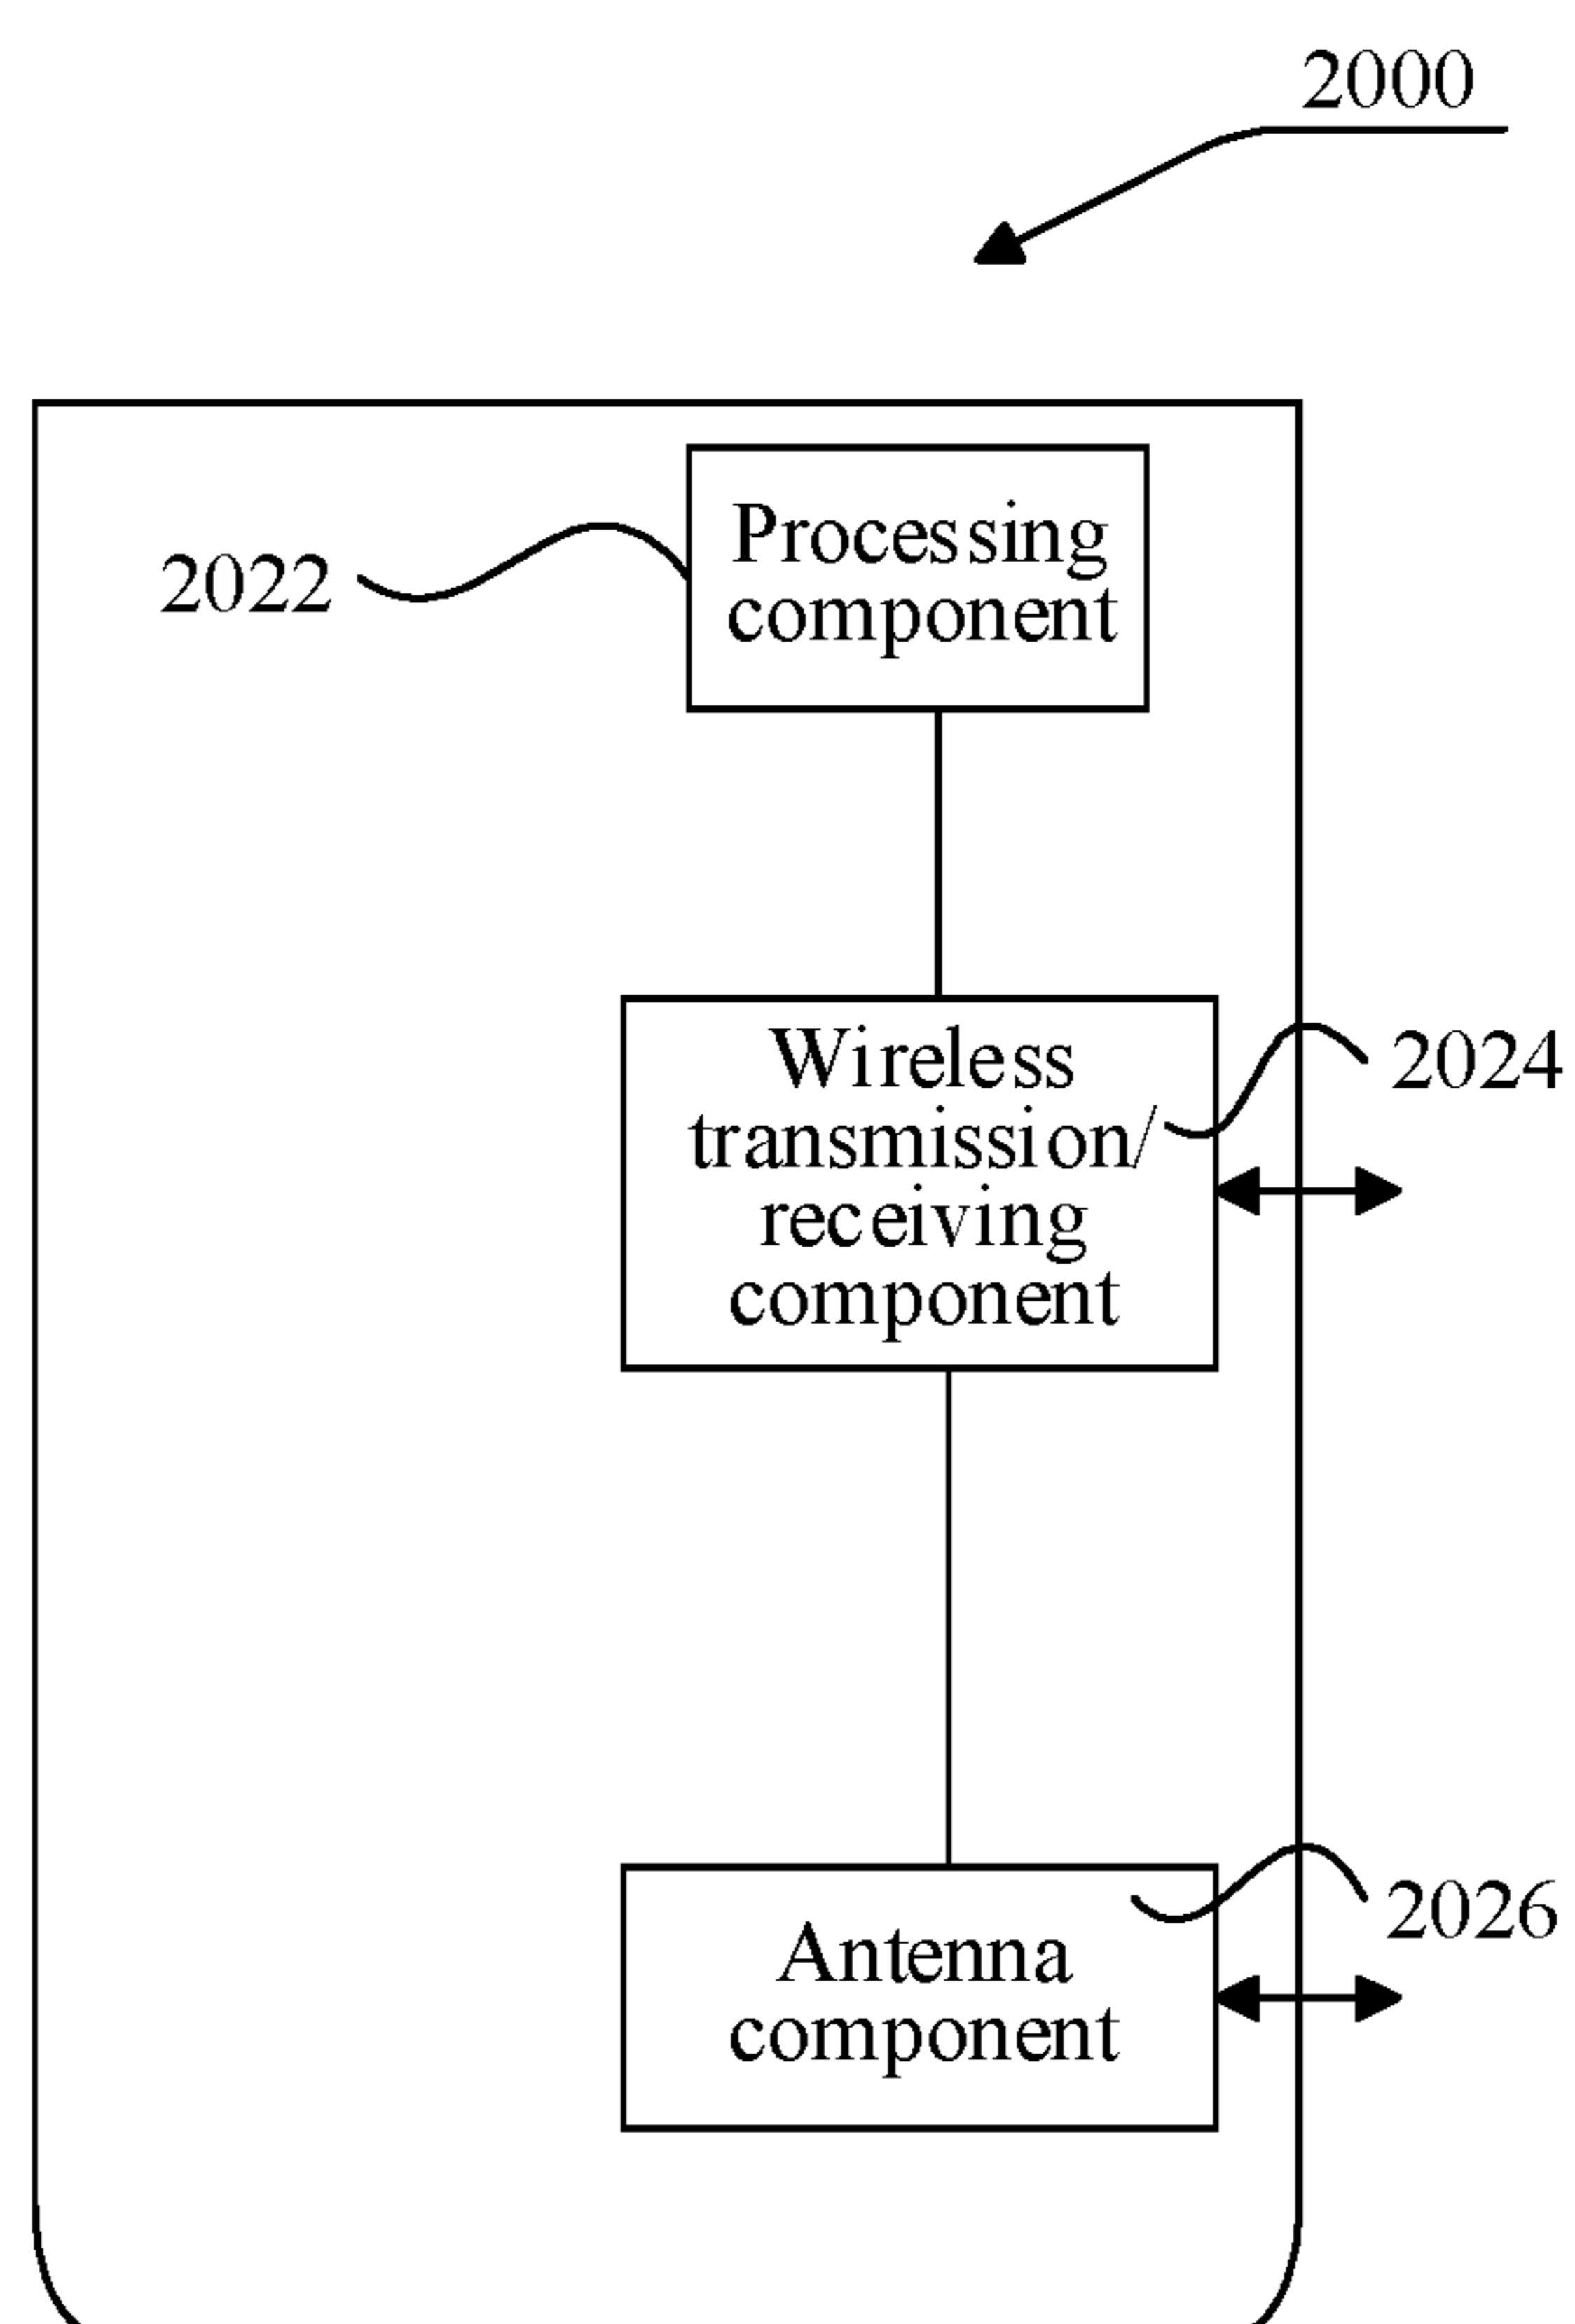 2000
Processing
component
2022
Wireless
transmission/
receiving
component
2024
Antenna
component
2026